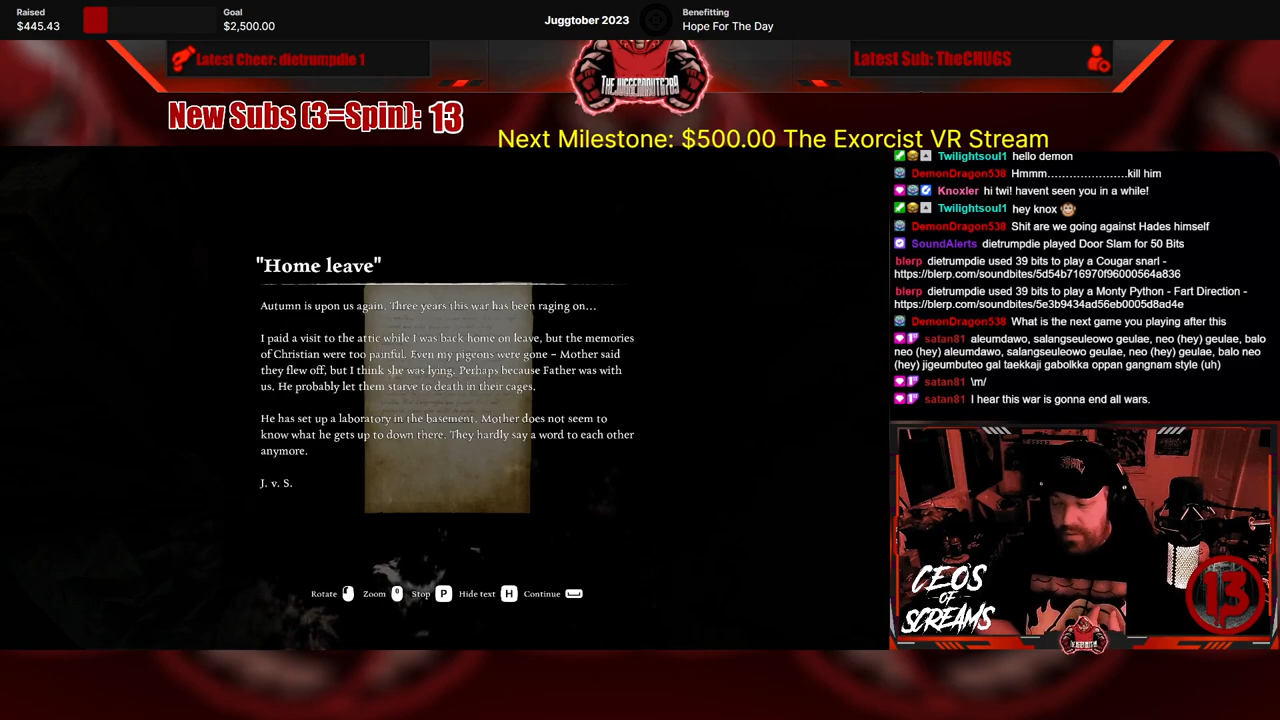 Raised
$445.43
Goal
$2,500.00
Juggtober 2023
Benefitting
Hope For The Day
Latest Cheer: dietrumpdie 1
THEJUGGERNAUT6789
Latest Sub: TheCHUGS
New Subs (3=Spin): 13
Next Milestone: $500.00 The Exorcist VR Stream
"Home leave"
Autumn is upon us again. Three years this war has been raging on...
I paid a visit to the attic while I was back home on leave, but the memories
of Christian were too painful. Even my pigeons were gone – Mother said
they flew off, but I think she was lying. Perhaps because Father was with
us. He probably let them starve to death in their cages.
He has set up a laboratory in the basement. Mother does not seem to
know what he gets up to down there. They hardly say a word to each other
anymore.
J. v. S.
Rotate Zoom Stop P Hide text H Continue
Twilightsoul1 hello demon
DemonDragon538 Hmmm......................kill him
Knoxler hi twi! havent seen you in a while!
Twilightsoul1 hey knox
DemonDragon538 Shit are we going against Hades himself
SoundAlerts dietrumpdie played Door Slam for 50 Bits
blerp dietrumpdie used 39 bits to play a Cougar snarl -
https://blerp.com/soundbites/5d54b716970f96000564a836
blerp dietrumpdie used 39 bits to play a Monty Python - Fart Direction -
https://blerp.com/soundbites/5e3b9434ad56eb0005d8ad4e
DemonDragon538 What is the next game you playing after this
satan81 aleumdawo, salangseuleowo geulae, neo (hey) geulae, balo
neo (hey) aleumdawo, salangseuleowo geulae, neo (hey) geulae, balo neo
(hey) jigeumbuteo gal taekkaji gabolkka oppan gangnam style (uh)
satan81 \m/
satan81 I hear this war is gonna end all wars.
CEOS
OF
SCREAMS
13